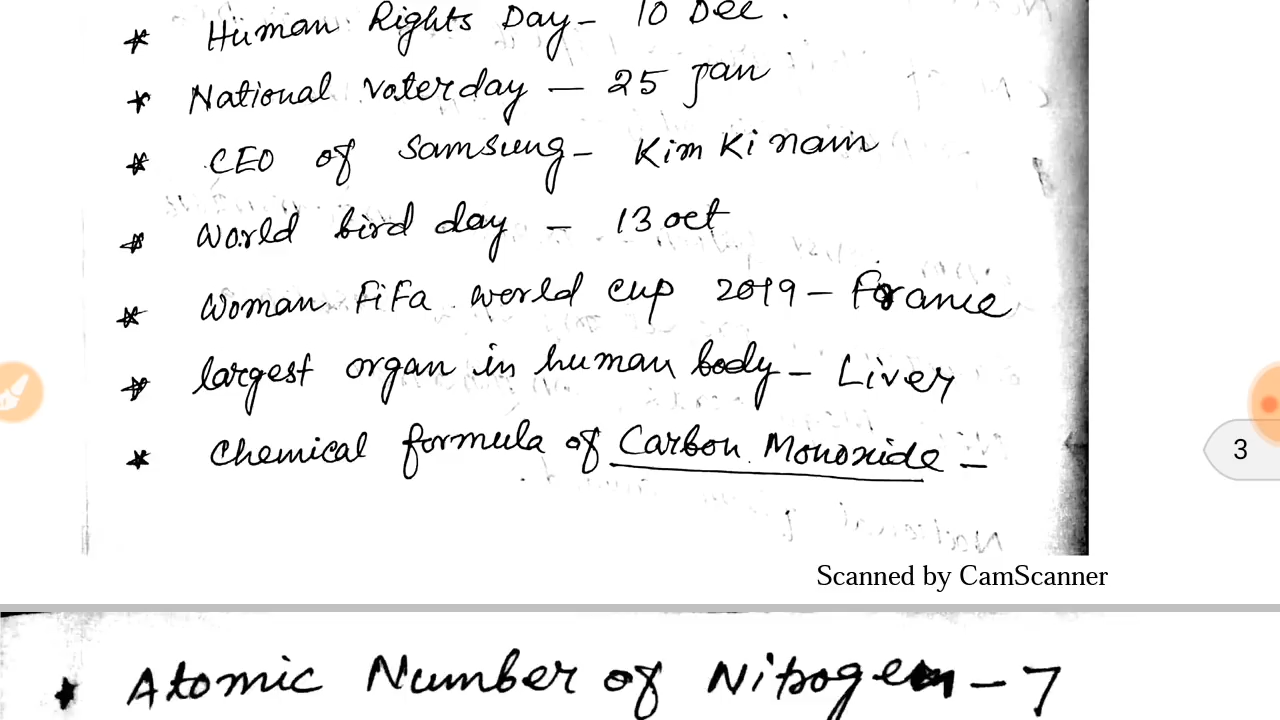 * Human Rights Day - 10 Dec.
* National voterday - 25 Jan
* CEO of Samsung - Kim Ki nam
* World bird day - 13 oct
* Woman FiFa world cup 2019 - France
* largest organ in human body - Liver
* Chemical formula of Carbon Monoxide -
3
Scanned by CamScanner
* Atomic Number of Nitrogen - 7